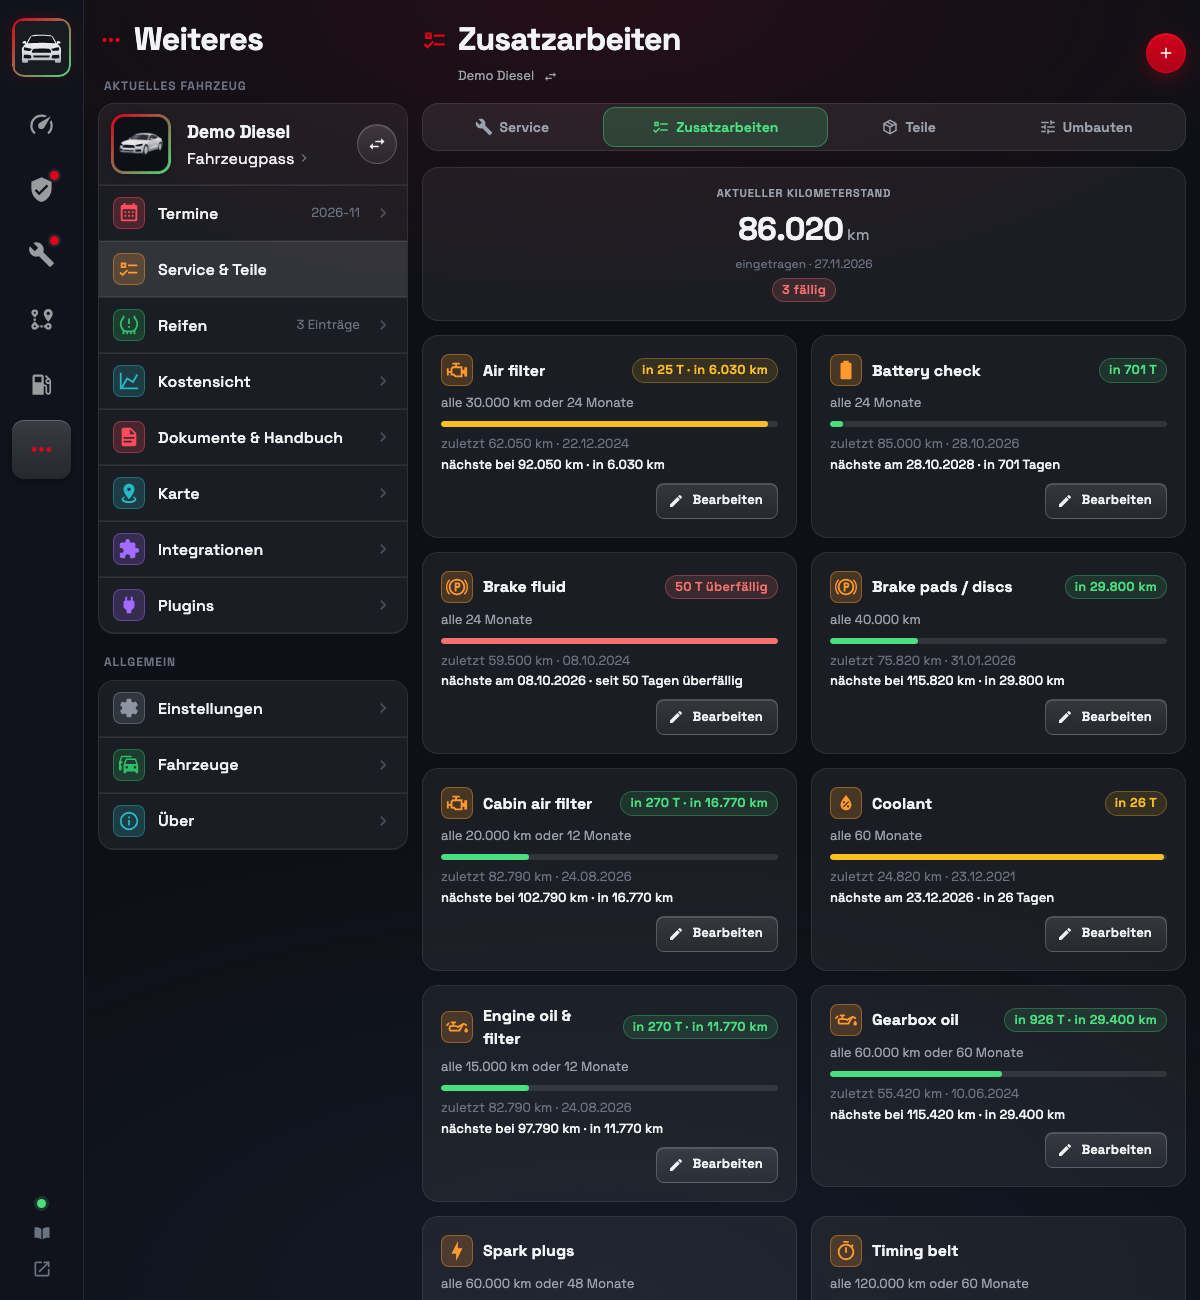 Weiteres
AKTUELLES FAHRZEUG
Demo Diesel
Fahrzeugpass
Termine
2026-11
Service & Teile
Reifen
3 Einträge
Kostensicht
Dokumente & Handbuch
Karte
Integrationen
Plugins
ALLGEMEIN
Einstellungen
Fahrzeuge
Über
Zusatzarbeiten
Demo Diesel
Service
Zusatzarbeiten
Teile
Umbauten
AKTUELLER KILOMETERSTAND
86.020 km
eingetragen · 27.11.2026
3 fällig
Air filter
in 25 T · in 6.030 km
alle 30.000 km oder 24 Monate
zuletzt 62.050 km · 22.12.2024
nächste bei 92.050 km · in 6.030 km
Bearbeiten
Battery check
in 701 T
alle 24 Monate
zuletzt 85.000 km · 28.10.2026
nächste am 28.10.2028 · in 701 Tagen
Bearbeiten
Brake fluid
50 T überfällig
alle 24 Monate
zuletzt 59.500 km · 08.10.2024
nächste am 08.10.2026 · seit 50 Tagen überfällig
Bearbeiten
Brake pads / discs
in 29.800 km
alle 40.000 km
zuletzt 75.820 km · 31.01.2026
nächste bei 115.820 km · in 29.800 km
Bearbeiten
Cabin air filter
in 270 T · in 16.770 km
alle 20.000 km oder 12 Monate
zuletzt 82.790 km · 24.08.2026
nächste bei 102.790 km · in 16.770 km
Bearbeiten
Coolant
in 26 T
alle 60 Monate
zuletzt 24.820 km · 23.12.2021
nächste am 23.12.2026 · in 26 Tagen
Bearbeiten
Engine oil &
filter
in 270 T · in 11.770 km
alle 15.000 km oder 12 Monate
zuletzt 82.790 km · 24.08.2026
nächste bei 97.790 km · in 11.770 km
Bearbeiten
Gearbox oil
in 926 T · in 29.400 km
alle 60.000 km oder 60 Monate
zuletzt 55.420 km · 10.06.2024
nächste bei 115.420 km · in 29.400 km
Bearbeiten
Spark plugs
alle 60.000 km oder 48 Monate
Timing belt
alle 120.000 km oder 60 Monate